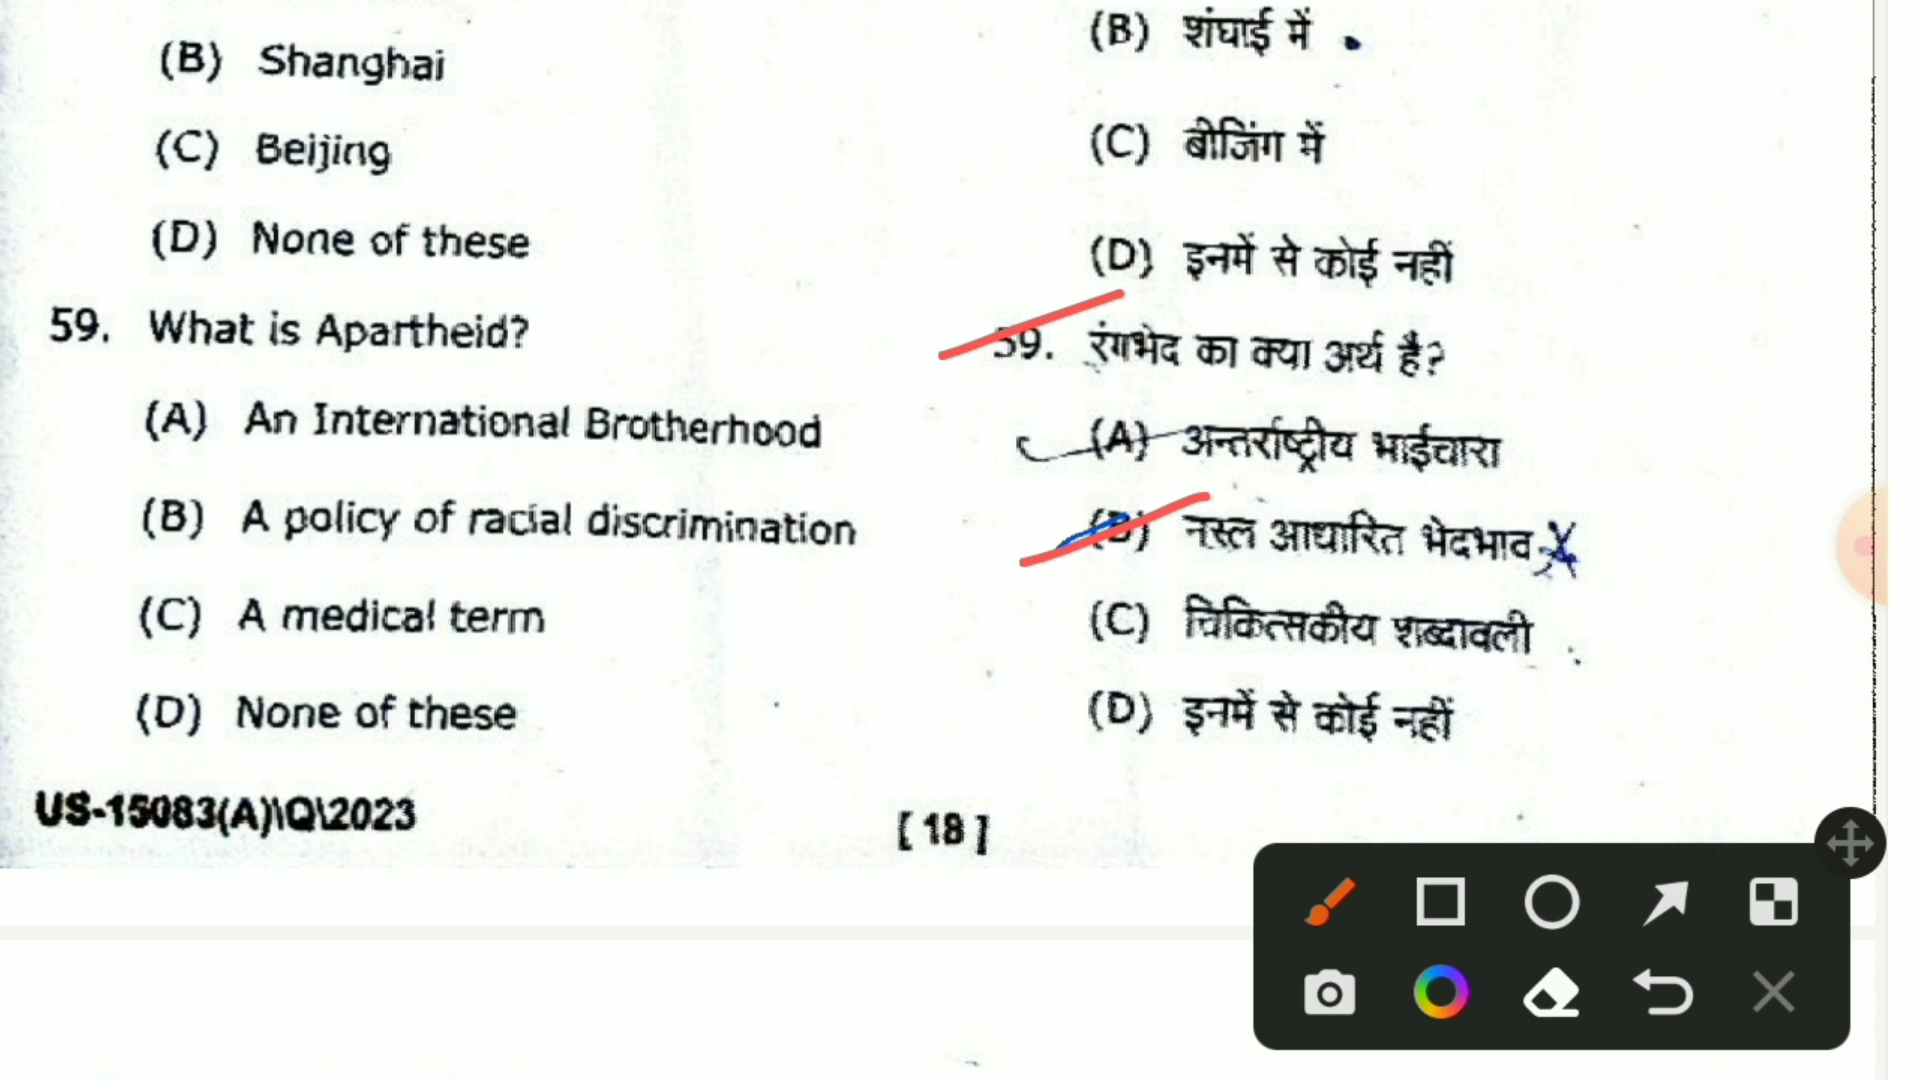 (B) Shanghai
(C) Beijing
(D) None of these
59. What is Apartheid?
(A) An International Brotherhood
(B) A policy of racial discrimination
(C) A medical term
(D) None of these
(B) शंघाई में
(C) बीजिंग में
(D) इनमें से कोई नहीं
59. रंगभेद का क्या अर्थ है?
(A) अन्तर्राष्ट्रीय भाईचारा
(B) नस्ल आधारित भेदभाव
(C) चिकित्सकीय शब्दावली
(D) इनमें से कोई नहीं
US-15083(A)\Q\2023
[ 18 ]